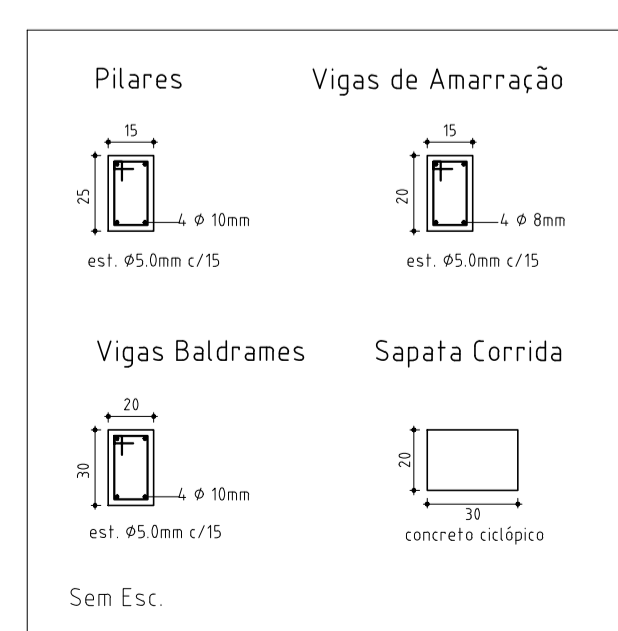 Pilares
15
25
4 Ø 10mm
est. Ø5.0mm c/15
Vigas de Amarração
15
20
4 Ø 8mm
est. Ø5.0mm c/15
Vigas Baldrames
20
30
4 Ø 10mm
est. Ø5.0mm c/15
Sapata Corrida
20
30
concreto ciclópico
Sem Esc.